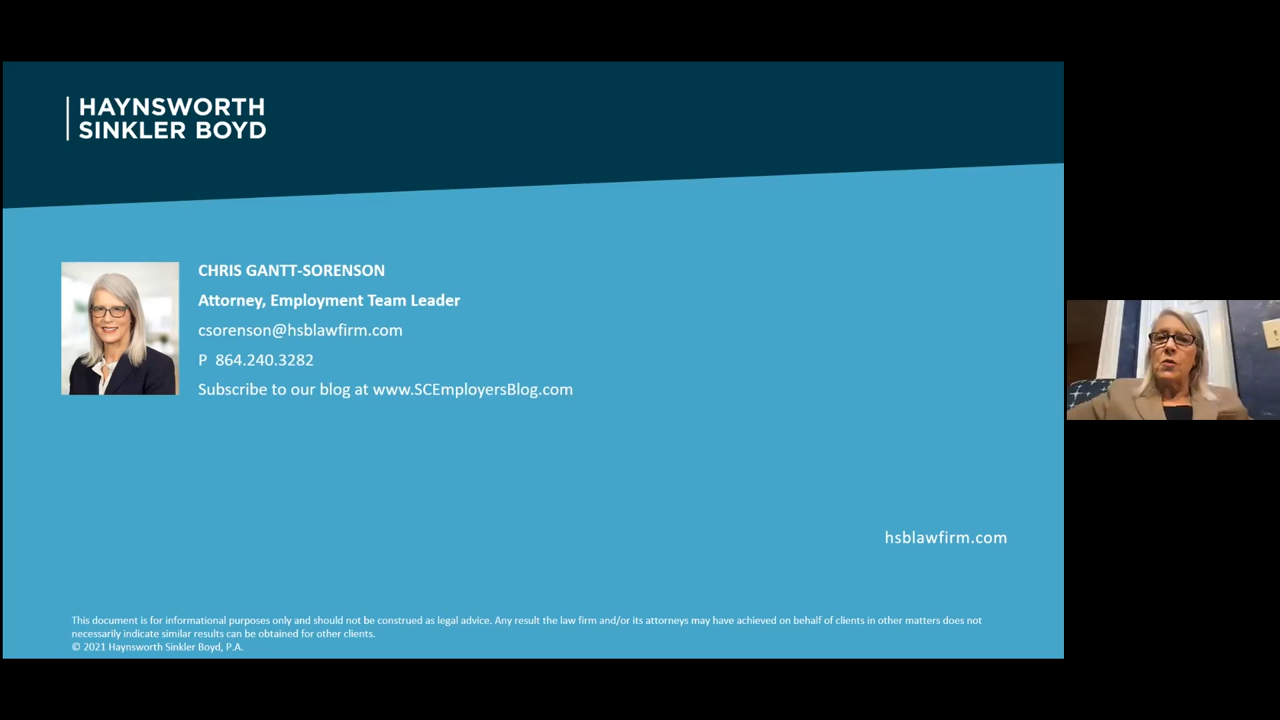 HAYNSWORTH
SINKLER BOYD
CHRIS GANTT-SORENSON
Attorney, Employment Team Leader
csorenson@hsblawfirm.com
P 864.240.3282
Subscribe to our blog at www.SCEmployersBlog.com
hsblawfirm.com
This document is for informational purposes only and should not be construed as legal advice. Any result the law firm and/or its attorneys may have achieved on behalf of clients in other matters does not
necessarily indicate similar results can be obtained for other clients.
© 2021 Haynsworth Sinkler Boyd, P.A.